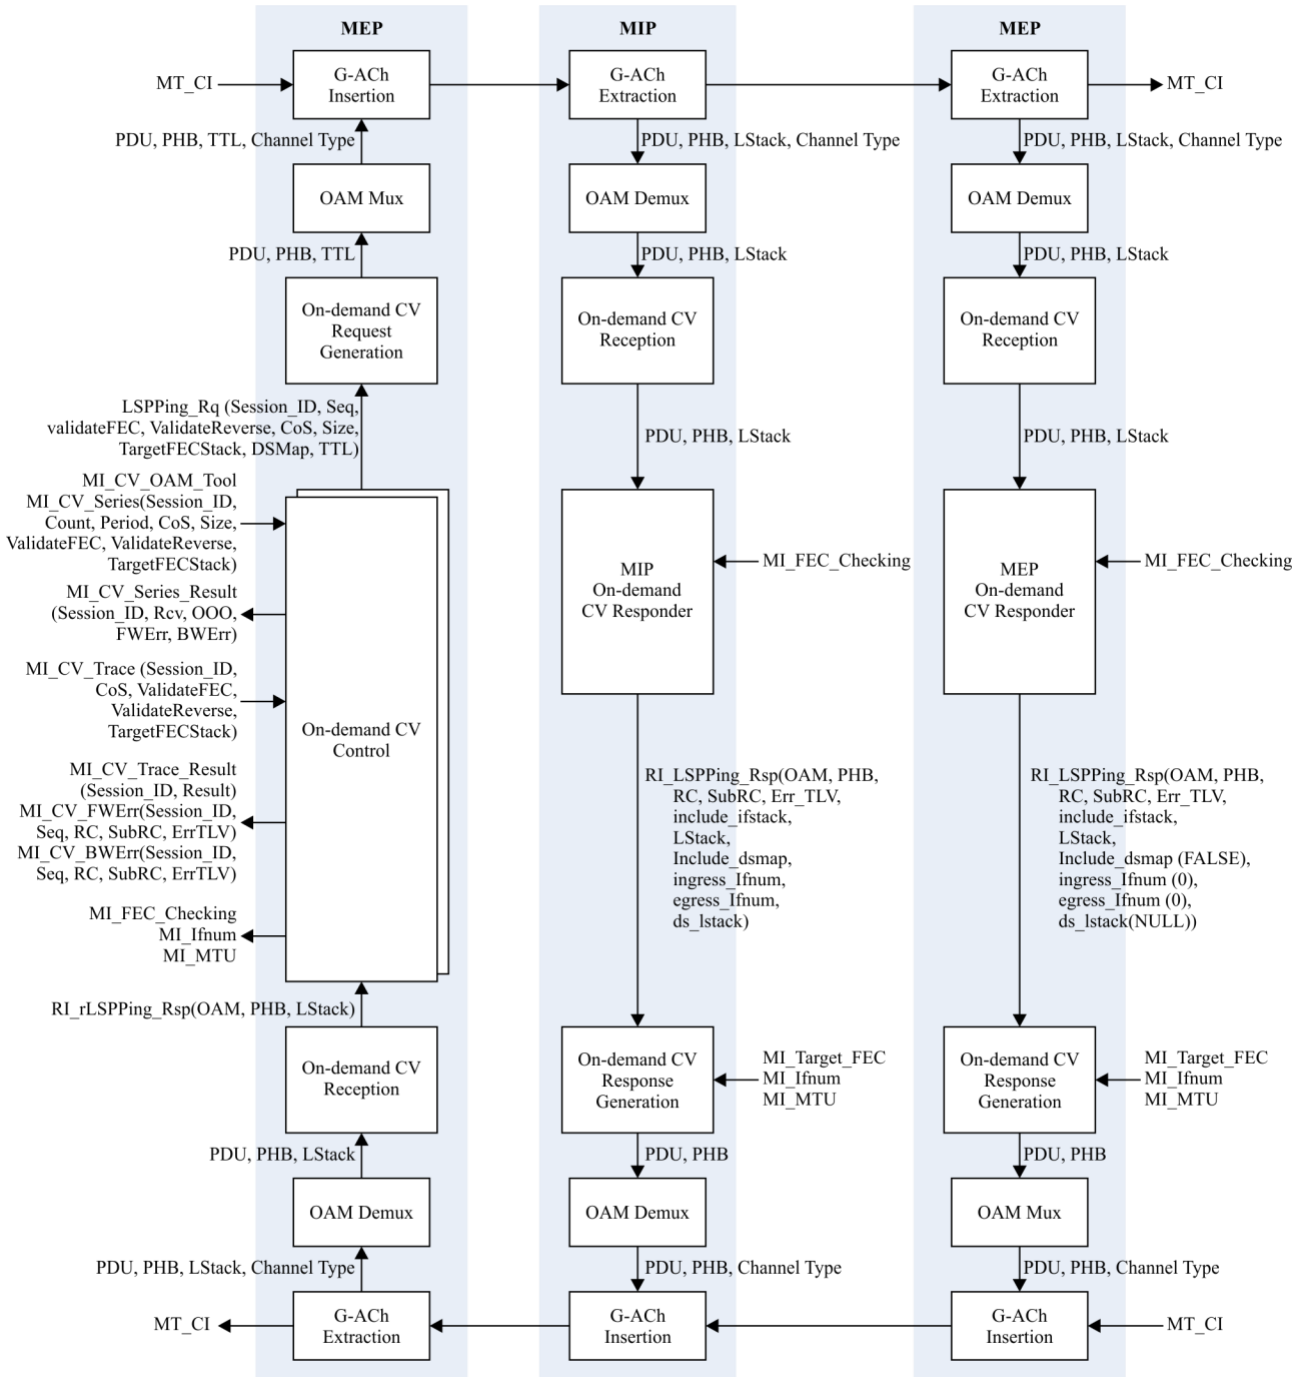 MEP
MIP
MEP
MT_CI
G-ACh
Insertion
G-ACh
Extraction
G-ACh
Extraction
MT_CI
PDU, PHB, TTL, Channel Type
PDU, PHB, LStack, Channel Type
PDU, PHB, LStack, Channel Type
OAM Mux
OAM Demux
OAM Demux
PDU, PHB, TTL
PDU, PHB, LStack
PDU, PHB, LStack
On-demand CV
Request
Generation
On-demand CV
Reception
On-demand CV
Reception
LSPPing_Rq (Session_ID, Seq,
validateFEC, ValidateReverse, CoS, Size,
TargetFECStack, DSMap, TTL)
PDU, PHB, LStack
PDU, PHB, LStack
MI_CV_OAM_Tool
MI_CV_Series(Session_ID,
Count, Period, CoS, Size,
ValidateFEC, ValidateReverse,
TargetFECStack)
MI_CV_Series_Result
(Session_ID, Rcv, OOO,
FWErr, BWErr)
MI_CV_Trace (Session_ID,
CoS, ValidateFEC,
ValidateReverse,
TargetFECStack)
MI_CV_Trace_Result
(Session_ID, Result)
MI_CV_FWErr(Session_ID,
Seq, RC, SubRC, ErrTLV)
MI_CV_BWErr(Session_ID,
Seq, RC, SubRC, ErrTLV)
MI_FEC_Checking
MI_Ifnum
MI_MTU
On-demand CV
Control
MIP
On-demand
CV Responder
MI_FEC_Checking
MEP
On-demand
CV Responder
MI_FEC_Checking
RI_LSPPing_Rsp(OAM, PHB,
RC, SubRC, Err_TLV,
include_ifstack,
LStack,
Include_dsmap,
ingress_Ifnum,
egress_Ifnum,
ds_lstack)
RI_LSPPing_Rsp(OAM, PHB,
RC, SubRC, Err_TLV,
include_ifstack,
LStack,
Include_dsmap (FALSE),
ingress_Ifnum (0),
egress_Ifnum (0),
ds_lstack(NULL))
RI_rLSPPing_Rsp(OAM, PHB, LStack)
On-demand CV
Reception
On-demand CV
Response
Generation
MI_Target_FEC
MI_Ifnum
MI_MTU
On-demand CV
Response
Generation
MI_Target_FEC
MI_Ifnum
MI_MTU
PDU, PHB, LStack
PDU, PHB
PDU, PHB
OAM Demux
OAM Demux
OAM Mux
PDU, PHB, LStack, Channel Type
PDU, PHB, Channel Type
PDU, PHB, Channel Type
MT_CI
G-ACh
Extraction
G-ACh
Insertion
G-ACh
Insertion
MT_CI